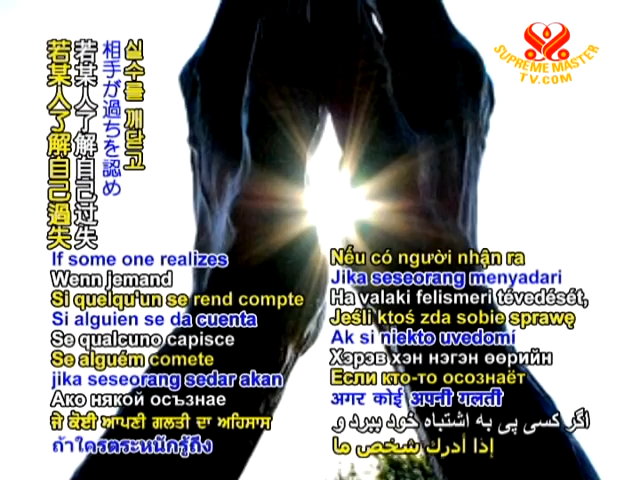 SUPREME MASTER
TV.COM
실수를 깨닫고
相手が過ちを認め
若某人了解自己过失
若某人了解自己過失
If some one realizes
Wenn jemand
Si quelqu'un se rend compte
Si alguien se da cuenta
Se qualcuno capisce
Se alguém comete
jika seseorang sedar akan
Ако някой осъзнае
ਜੇ ਕੋਈ ਆਪਣੀ ਗਲਤੀ ਦਾ ਅਹਿਸਾਸ
ถ้าใครตระหนักรู้ถึง
Nếu có người nhận ra
Jika seseorang menyadari
Ha valaki felismeri tévedését,
Jeśli ktoś zda sobie sprawę
Ak si niekto uvedomí
Хэрэв хэн нэгэн өөрийн
Если кто-то осознаёт
अगर कोई अपनी गलती
اگر کسی پی به اشتباه خود ببرد و
إذا أدرك شخص ما